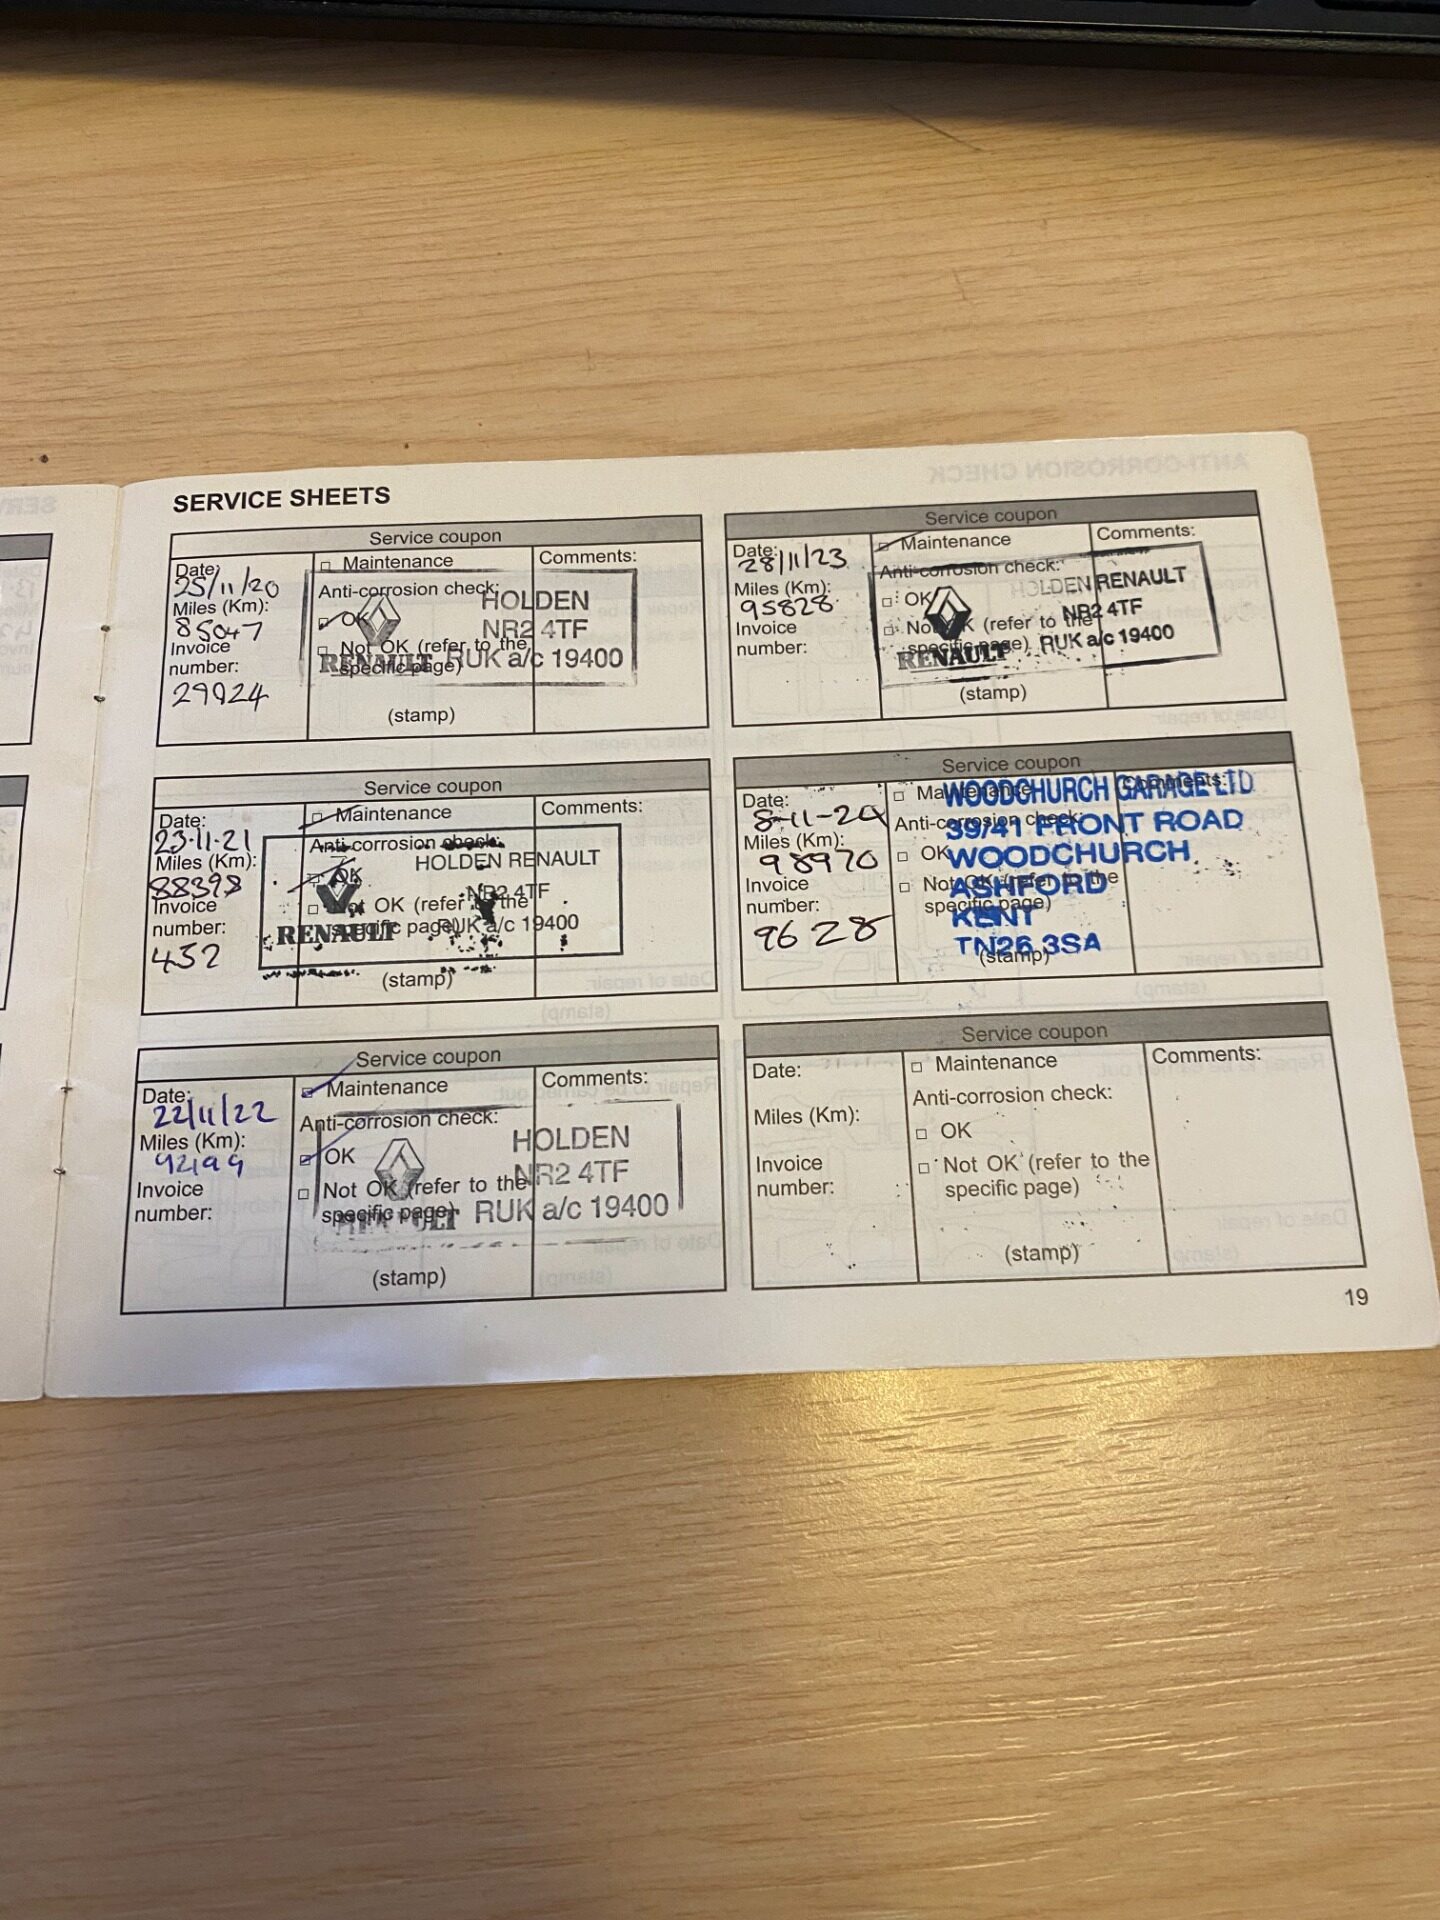 SERVICE SHEETS
Service coupon
Date:
25/11/20
Miles (Km):
85047
Invoice
number:
29924
Maintenance
Anti-corrosion check:
OK
Not OK (refer to the
specific page)
(stamp)
Comments:
HOLDEN
NR2 4TF
RENAULT RUK a/c 19400
Service coupon
Date:
23.11.21
Miles (Km):
88398
Invoice
number:
452
Maintenance
Anti-corrosion check:
OK
Not OK (refer to the
specific page)
(stamp)
Comments:
HOLDEN RENAULT
NR2 4TF
RENAULT RUK a/c 19400
Service coupon
Date:
22/11/22
Miles (Km):
92199
Invoice
number:
Maintenance
Anti-corrosion check:
OK
Not OK (refer to the
specific page)
(stamp)
Comments:
HOLDEN
NR2 4TF
RENAULT RUK a/c 19400
Service coupon
Date:
28/11/23
Miles (Km):
95828
Invoice
number:
Maintenance
Anti-corrosion check:
OK
Not OK (refer to the
specific page)
(stamp)
Comments:
HOLDEN RENAULT
NR2 4TF
RENAULT RUK a/c 19400
Service coupon
Date:
8-11-24
Miles (Km):
98970
Invoice
number:
9628
Maintenance
Anti-corrosion check:
OK
Not OK (refer to the
specific page)
(stamp)
Comments:
WOODCHURCH GARAGE LTD
39/41 FRONT ROAD
WOODCHURCH
ASHFORD
KENT
TN26 3SA
Service coupon
Date:
Miles (Km):
Invoice
number:
Maintenance
Anti-corrosion check:
OK
Not OK (refer to the
specific page)
(stamp)
Comments:
19